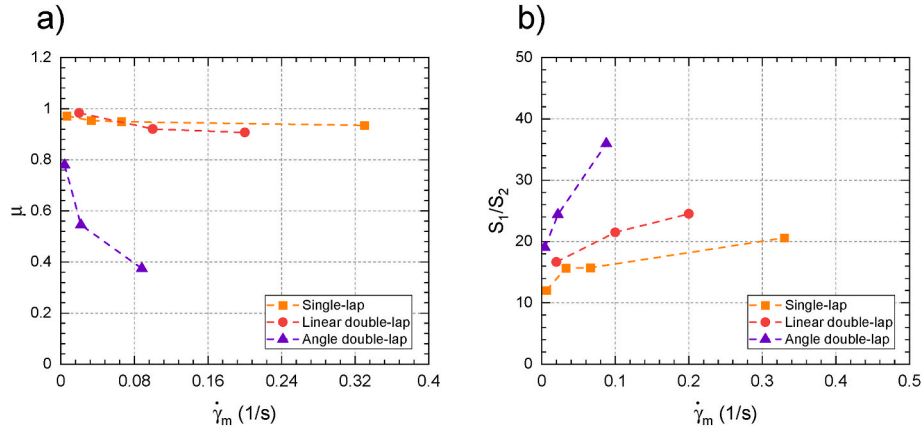 a)
μ
1.2
1
0.8
0.6
0.4
0.2
0
0 0.08 0.16 0.24 0.32 0.4
γ̇m (1/s)
Single-lap
Linear double-lap
Angle double-lap
b)
S1/S2
50
40
30
20
10
0
0 0.1 0.2 0.3 0.4 0.5
γ̇m (1/s)
Single-lap
Linear double-lap
Angle double-lap